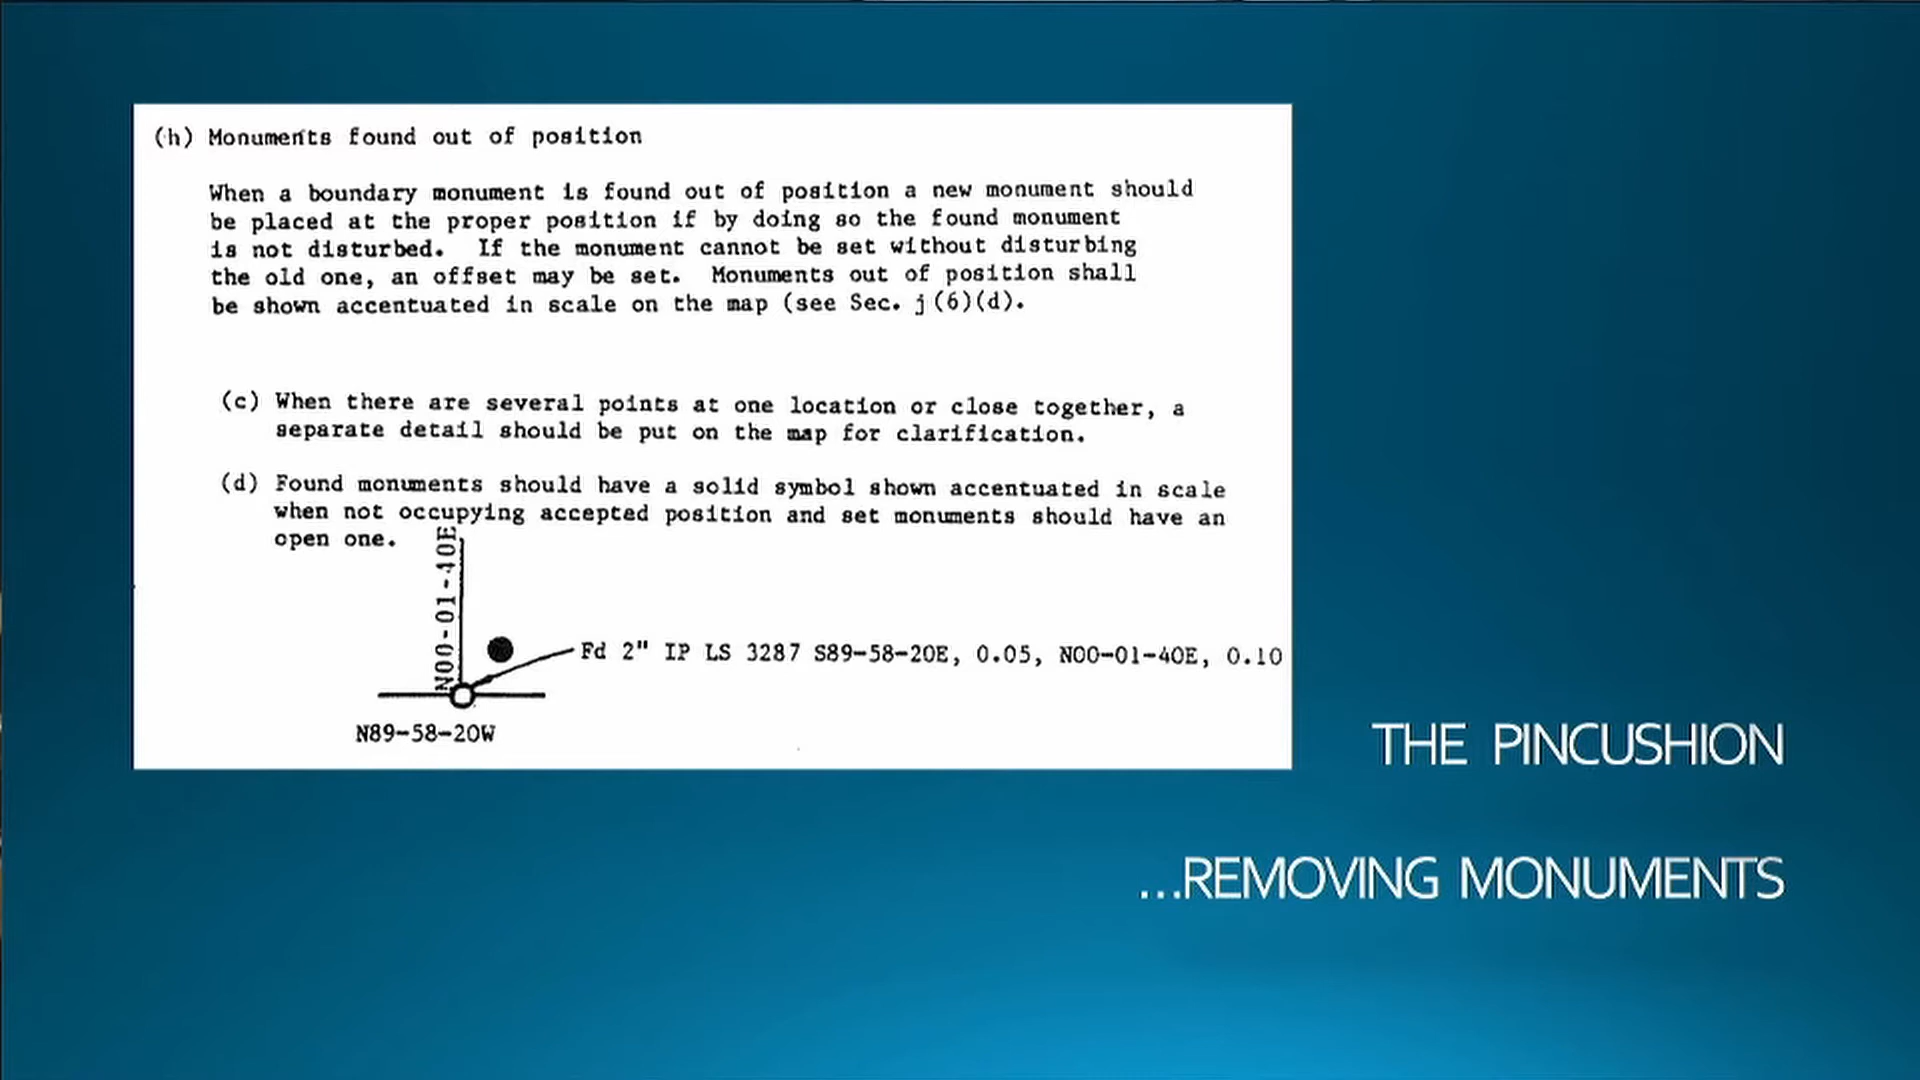 (h) Monuments found out of position
When a boundary monument is found out of position a new monument should
be placed at the proper position if by doing so the found monument
is not disturbed. If the monument cannot be set without disturbing
the old one, an offset may be set. Monuments out of position shall
be shown accentuated in scale on the map (see Sec. j(6)(d).
(c) When there are several points at one location or close together, a
separate detail should be put on the map for clarification.
(d) Found monuments should have a solid symbol shown accentuated in scale
when not occupying accepted position and set monuments should have an
open one.
N00-01-40E
Fd 2" IP LS 3287 S89-58-20E, 0.05, N00-01-40E, 0.10
N89-58-20W
THE PINCUSHION
...REMOVING MONUMENTS